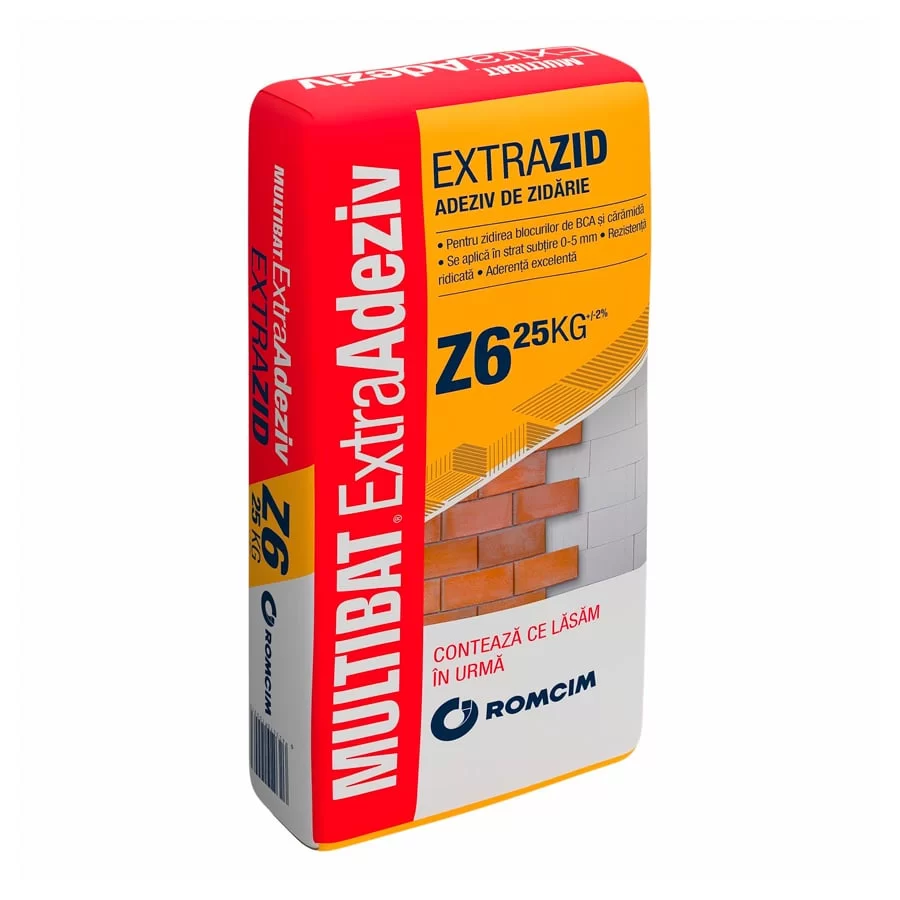 MULTIBAT
ExtraAdeziv
EXTRAZID
ADEZIV DE ZIDĂRIE
• Pentru zidirea blocurilor de BCA și cărămidă
• Se aplică în strat subțire 0-5 mm • Rezistență
ridicată • Aderență excelentă
Z6 25KG +/-2%
MULTIBAT® ExtraAdeziv
CONTEAZĂ CE LĂSĂM
ÎN URMĂ
ROMCIM
MULTIBAT ExtraAdeziv
EXTRAZID
Z6
25 KG
ROMCIM